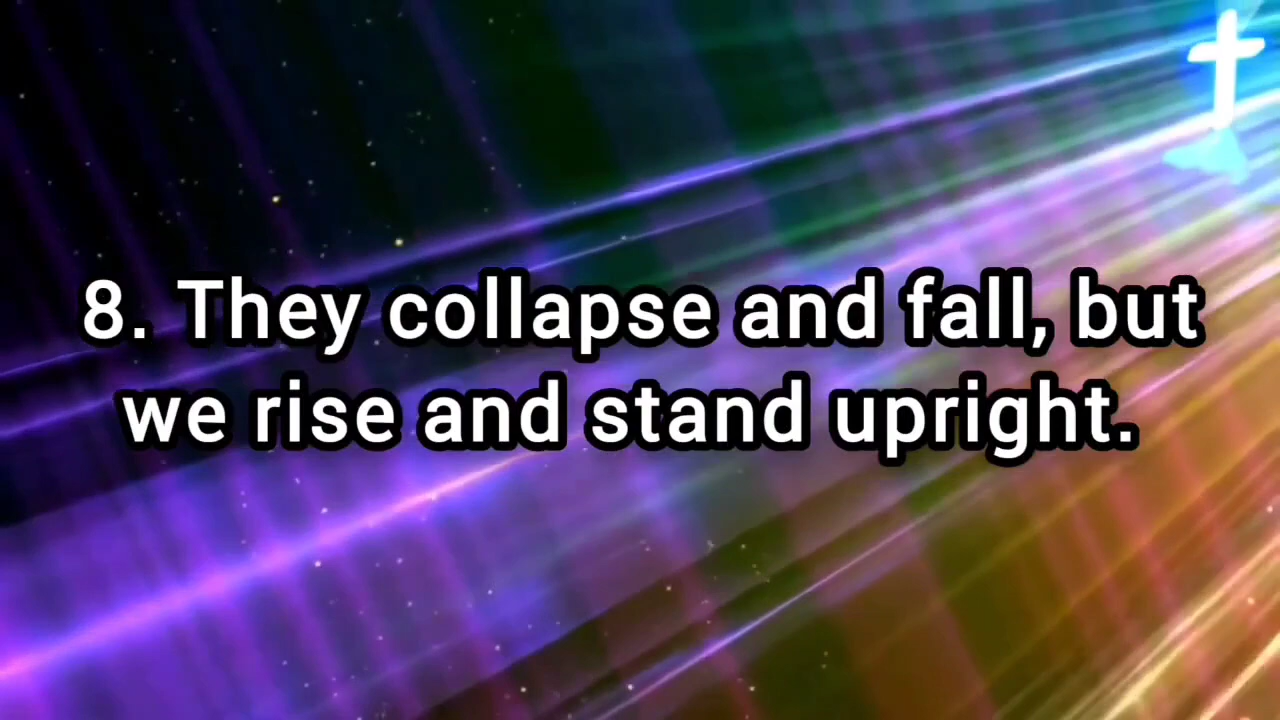 8. They collapse and fall, but
we rise and stand upright.